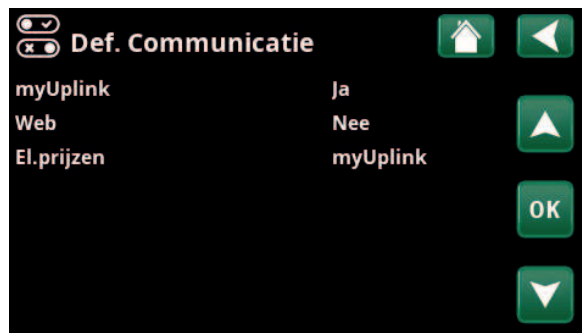 Def. Communicatie
myUplink Ja
Web Nee
El.prijzen myUplink
OK